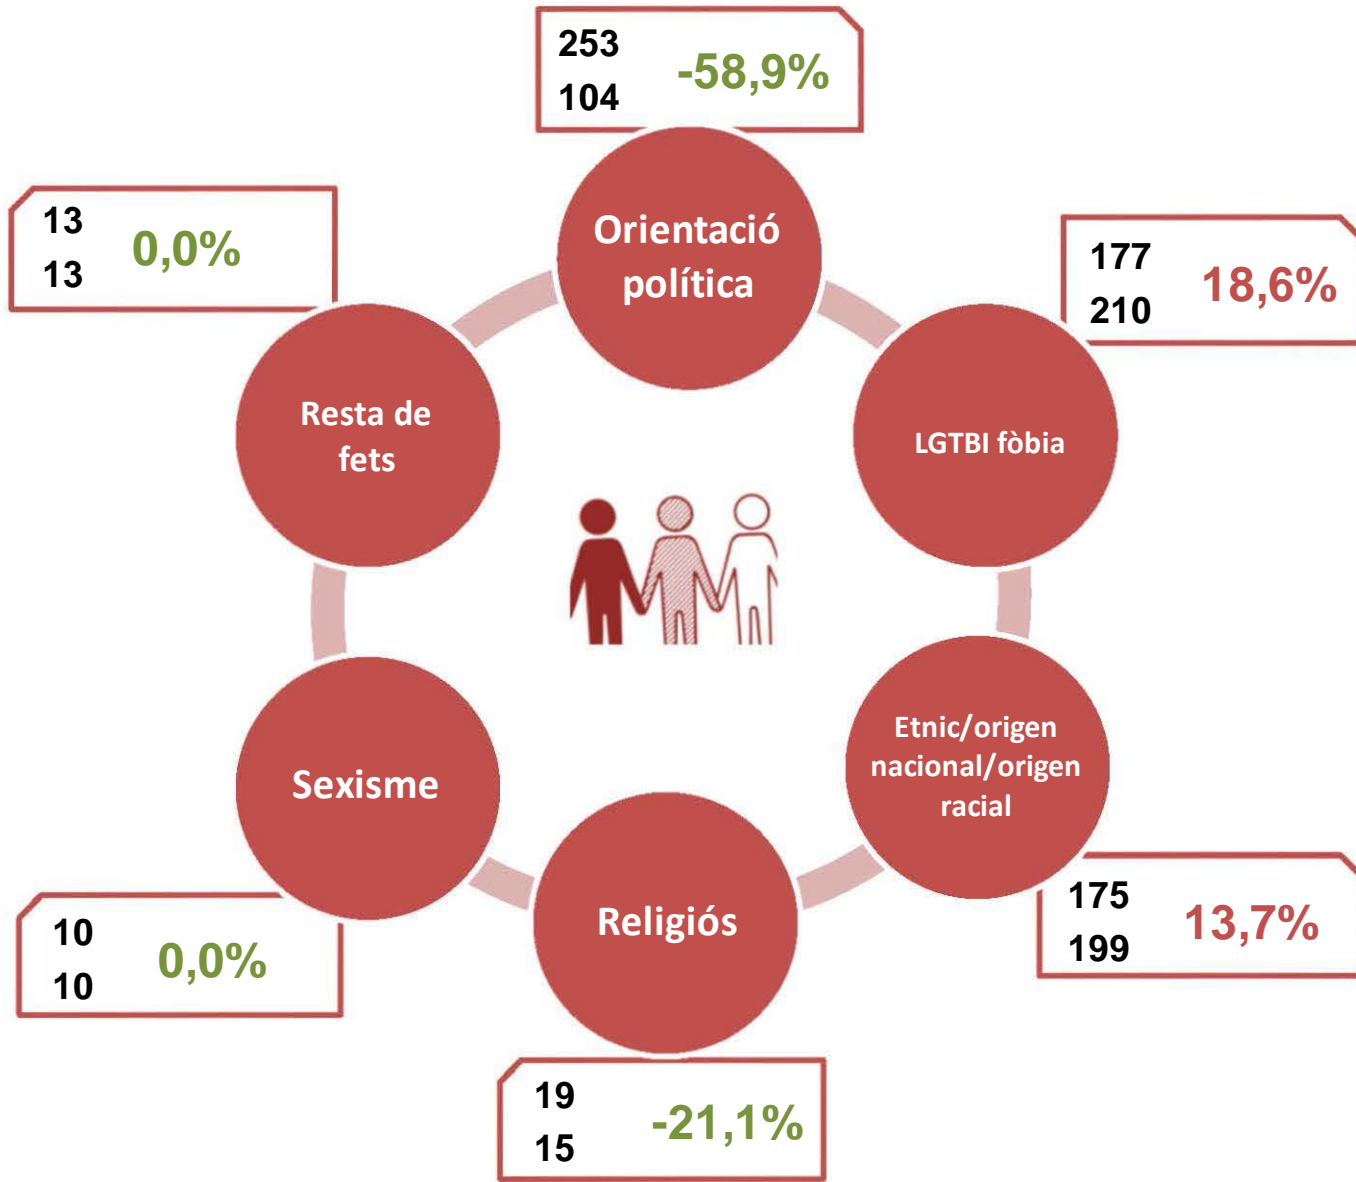 253
104
-58,9%
Orientació
política
177
210
18,6%
LGTBI fòbia
Etnic/origen
nacional/origen
racial
175
199
13,7%
Religiós
19
15
-21,1%
Sexisme
10
10
0,0%
Resta de
fets
13
13
0,0%